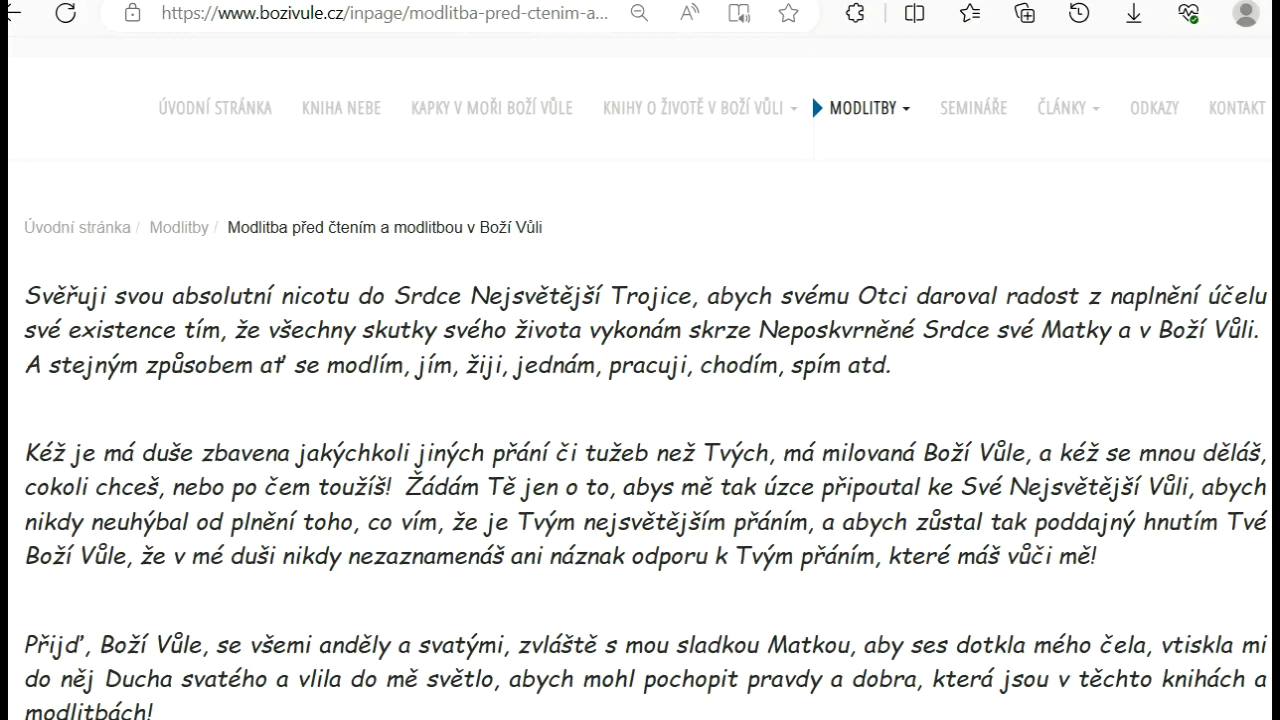 https://www.bozivule.cz/inpage/modlitba-pred-ctenim-a...
ÚVODNÍ STRÁNKA KNIHA NEBE KAPKY V MOŘI BOŽÍ VŮLE KNIHY O ŽIVOTĚ V BOŽÍ VŮLI MODLITBY SEMINÁŘE ČLÁNKY ODKAZY KONTAKT
Úvodní stránka / Modlitby / Modlitba před čtením a modlitbou v Boží Vůli
Svěřuji svou absolutní nicotu do Srdce Nejsvětější Trojice, abych svému Otci daroval radost z naplnění účelu
své existence tím, že všechny skutky svého života vykonám skrze Neposkvrněné Srdce své Matky a v Boží Vůli.
A stejným způsobem ať se modlím, jím, žiji, jednám, pracuji, chodím, spím atd.
Kéž je má duše zbavena jakýchkoli jiných přání či tužeb než Tvých, má milovaná Boží Vůle, a kéž se mnou děláš,
cokoli chceš, nebo po čem toužíš! Žádám Tě jen o to, abys mě tak úzce připoutal ke Své Nejsvětější Vůli, abych
nikdy neuhýbal od plnění toho, co vím, že je Tvým nejsvětějším přáním, a abych zůstal tak poddajný hnutím Tvé
Boží Vůle, že v mé duši nikdy nezaznamenáš ani náznak odporu k Tvým přáním, které máš vůči mě!
Přijď, Boží Vůle, se všemi anděly a svatými, zvláště s mou sladkou Matkou, aby ses dotkla mého čela, vtiskla mi
do něj Ducha svatého a vlila do mě světlo, abych mohl pochopit pravdy a dobra, která jsou v těchto knihách a
modlitbách!